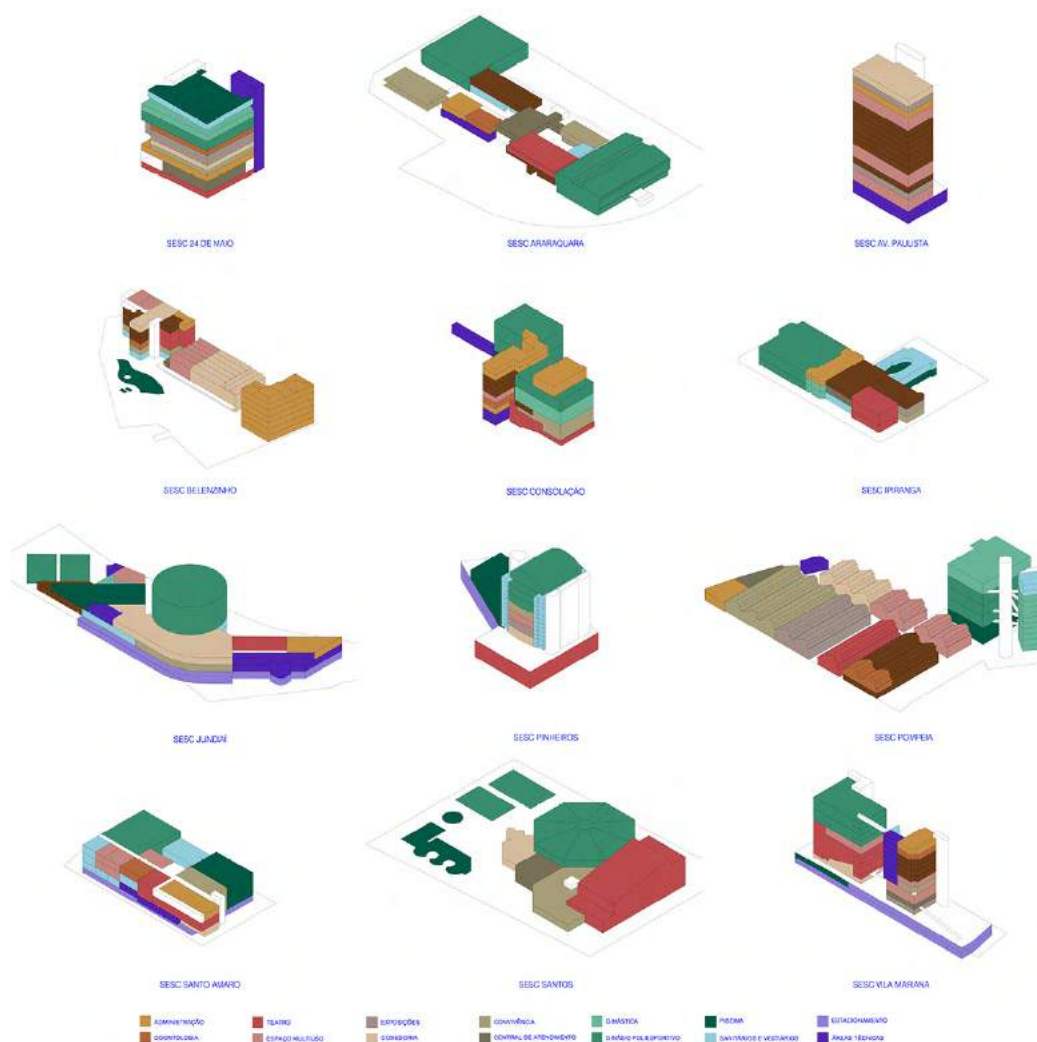 SESC 24 DE MAIO
SESC ARARAQUARA
SESC AV. PAULISTA
SESC BELENZINHO
SESC CONSOLAÇÃO
SESC IPIRANGA
SESC JUNDIAÍ
SESC PINHEIROS
SESC POMPEIA
SESC SANTO AMARO
SESC SANTOS
SESC VILA MARIANA
ADMINISTRAÇÃO
TEATRO
EXPOSIÇÕES
CONVIVÊNCIA
GINÁSTICA
PISCINA
ESTACIONAMENTO
ODONTOLOGIA
ESPAÇO MULTIUSO
COMEDORIA
CENTRAL DE ATENDIMENTO
GINÁSIO POLIESPORTIVO
SANITÁRIOS E VESTIÁRIO
ÁREAS TÉCNICAS